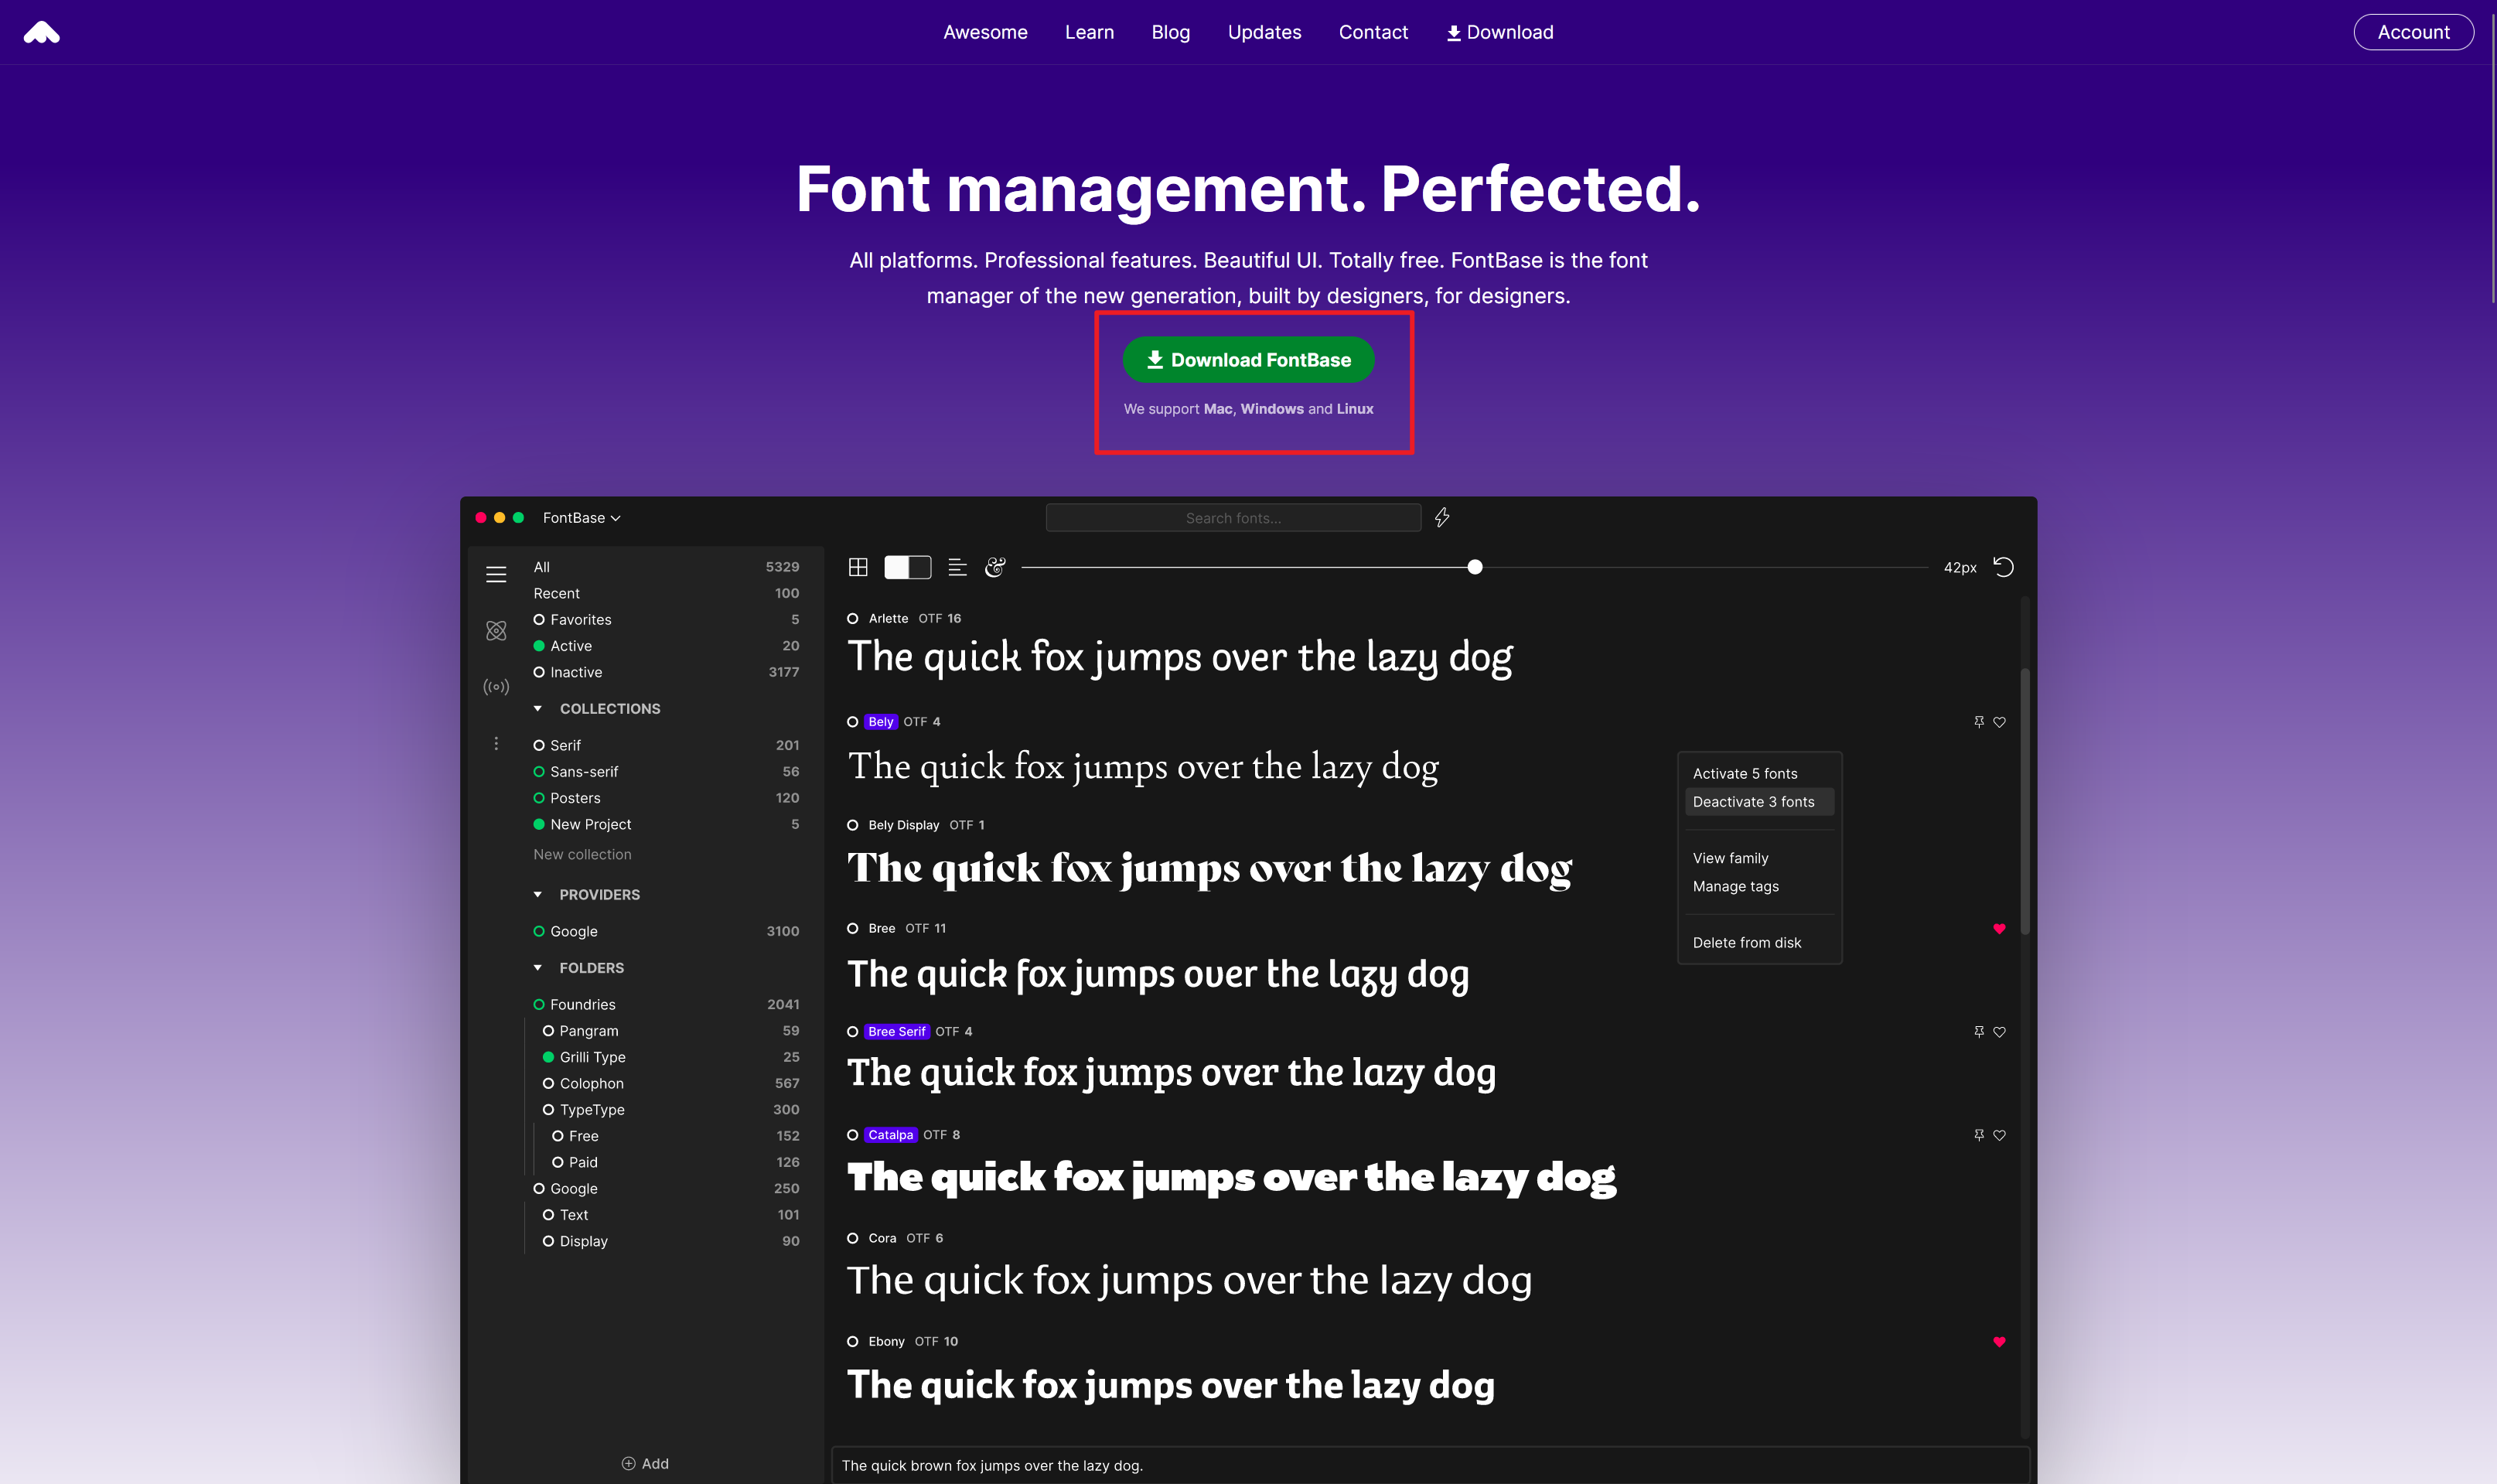 Awesome Learn Blog Updates Contact Download Account
Font management. Perfected.
All platforms. Professional features. Beautiful UI. Totally free. FontBase is the font
manager of the new generation, built by designers, for designers.
Download FontBase
We support Mac, Windows and Linux
FontBase
Search fonts...
All 5329
Recent 100
Favorites 5
Active 20
Inactive 3177
COLLECTIONS
Serif 201
Sans-serif 56
Posters 120
New Project 5
New collection
PROVIDERS
Google 3100
FOLDERS
Foundries 2041
Pangram 59
Grilli Type 25
Colophon 567
TypeType 300
Free 152
Paid 126
Google 250
Text 101
Display 90
Add
42px
Arlette OTF 16
The quick fox jumps over the lazy dog
Bely OTF 4
The quick fox jumps over the lazy dog
Bely Display OTF 1
The quick fox jumps over the lazy dog
Bree OTF 11
The quick fox jumps over the lazy dog
Bree Serif OTF 4
The quick fox jumps over the lazy dog
Catalpa OTF 8
The quick fox jumps over the lazy dog
Cora OTF 6
The quick fox jumps over the lazy dog
Ebony OTF 10
The quick fox jumps over the lazy dog
Activate 5 fonts
Deactivate 3 fonts
View family
Manage tags
Delete from disk
The quick brown fox jumps over the lazy dog.